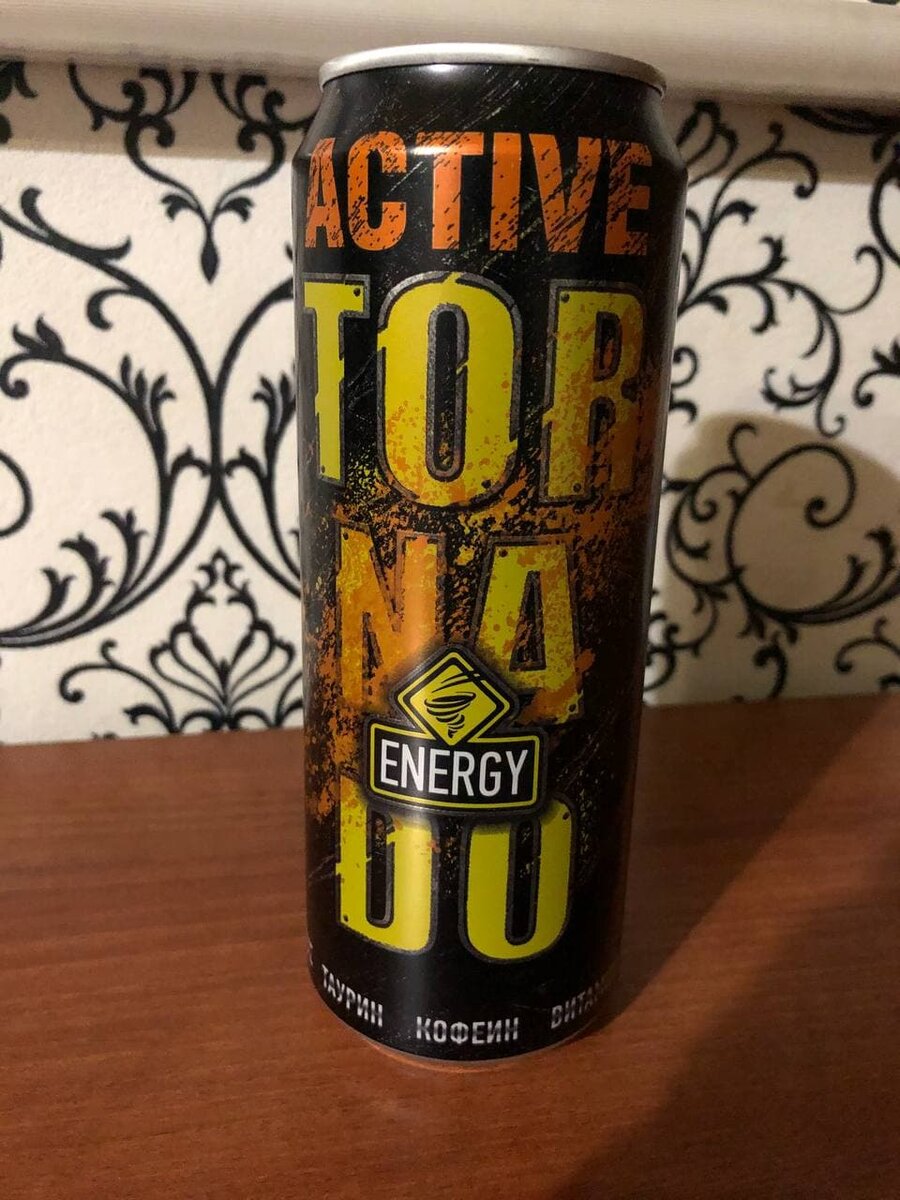 ACTIVE
TOR
NA
ENERGY
DO
ТАУРИН КОФЕИН